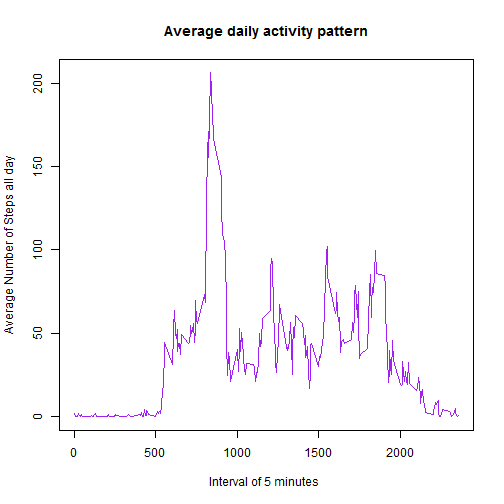 Average daily activity pattern
Average Number of Steps all day
200
150
100
50
0
0 500 1000 1500 2000
Interval of 5 minutes